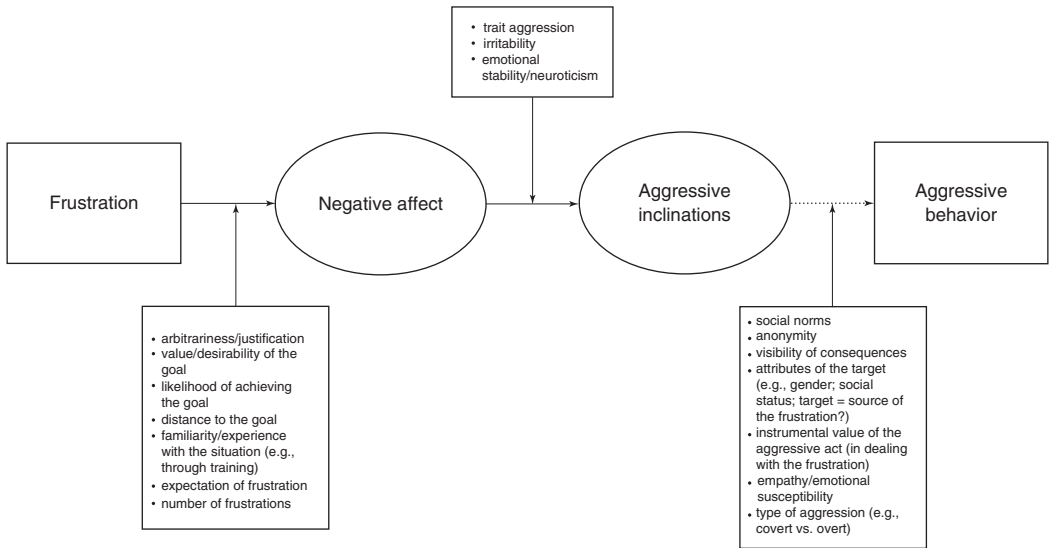 • trait aggression
• irritability
• emotional
stability/neuroticism
Frustration
Negative affect
Aggressive
inclinations
Aggressive
behavior
• arbitrariness/justification
• value/desirability of the
goal
• likelihood of achieving
the goal
• distance to the goal
• familiarity/experience
with the situation (e.g.,
through training)
• expectation of frustration
• number of frustrations
• social norms
• anonymity
• visibility of consequences
• attributes of the target
(e.g., gender; social
status; target = source of
the frustration?)
• instrumental value of the
aggressive act (in dealing
with the frustration)
• empathy/emotional
susceptibility
• type of aggression (e.g.,
covert vs. overt)